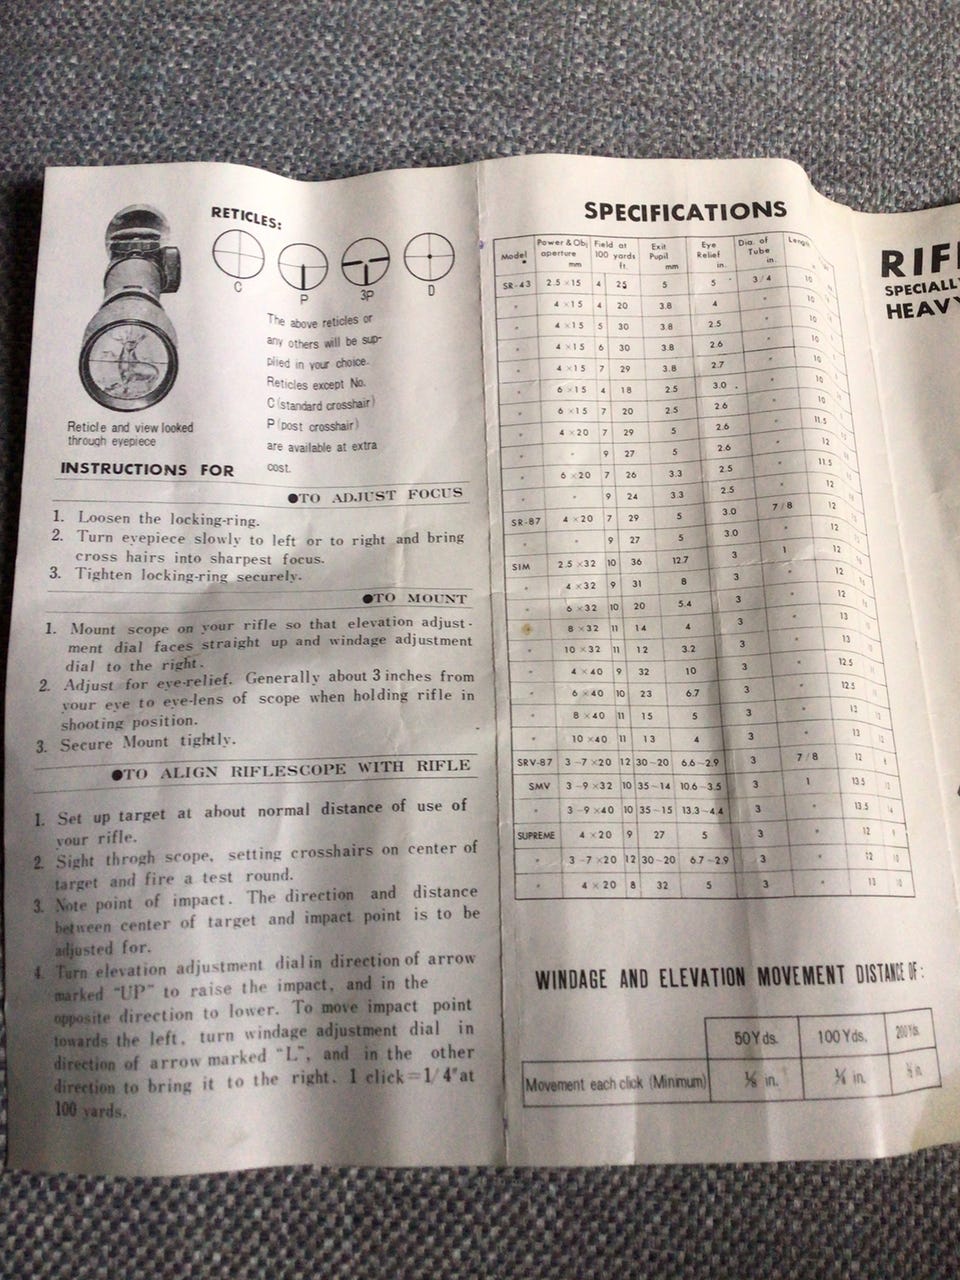 RETICLES:
C
P
3P
D
The above reticles or
any others will be sup-
plied in your choice.
Reticles except No.
C (standard crosshair)
P (post crosshair)
are available at extra
cost.
Reticle and view looked
through eyepiece
INSTRUCTIONS FOR
●TO ADJUST FOCUS
1. Loosen the locking-ring.
2. Turn eyepiece slowly to left or to right and bring
cross hairs into sharpest focus.
3. Tighten locking-ring securely.
●TO MOUNT
1. Mount scope on your rifle so that elevation adjust-
ment dial faces straight up and windage adjustment
dial to the right.
2. Adjust for eye-relief. Generally about 3 inches from
your eye to eye-lens of scope when holding rifle in
shooting position.
3. Secure Mount tightly.
●TO ALIGN RIFLESCOPE WITH RIFLE
1. Set up target at about normal distance of use of
your rifle.
2. Sight throgh scope, setting crosshairs on center of
target and fire a test round.
3. Note point of impact. The direction and distance
between center of target and impact point is to be
adjusted for.
4. Turn elevation adjustment dial in direction of arrow
marked "UP" to raise the impact, and in the
opposite direction to lower. To move impact point
towards the left, turn windage adjustment dial in
direction of arrow marked "L", and in the other
direction to bring it to the right. 1 click=1/4"at
100 yards.
SPECIFICATIONS
Model Power & Obj aperture mm Field at 100 yards ft. Exit Pupil mm Eye Relief in. Dia. of Tube in. Length
SR-43 2.5×15 4 25 5 5 3/4 10
" 4×15 4 20 3.8 4 " 10
" 4×15 5 30 3.8 2.5 " 10
" 4×15 6 30 3.8 2.6 " 10
" 4×15 7 29 3.8 2.7 " 10
" 6×15 4 18 2.5 3.0 " 10
" 6×15 7 20 2.5 2.6 " 10
" 4×20 7 29 5 2.6 " 11.5
" " 9 27 5 2.6 " 12
" 6×20 7 26 3.3 2.5 " 11.5
" " 9 24 3.3 2.5 " 12
SR-87 4×20 7 29 5 3.0 7/8 12
" " 9 27 5 3.0 " 12
SIM 2.5×32 10 36 12.7 3 1 12
" 4×32 9 31 8 3 " 12
" 6×32 10 20 5.4 3 " 12
" 8×32 11 14 4 3 " 13
" 10×32 11 12 3.2 3 " 13
" 4×40 9 32 10 3 " 12.5
" 6×40 10 23 6.7 3 " 12.5
" 8×40 11 15 5 3 " 13
" 10×40 11 13 4 3 " 13
SRV-87 3-7×20 12 30-20 6.6-2.9 3 7/8 12
SMV 3-9×32 10 35-14 10.6-3.5 3 1 13.5
" 3-9×40 10 35-15 13.3-4.4 3 " 13.5
SUPREME 4×20 9 27 5 3 " 12
" 3-7×20 12 30-20 6.7-2.9 3 " 12
" 4×20 8 32 5 3 " 13
WINDAGE AND ELEVATION MOVEMENT DISTANCE OF:
50Yds. 100Yds. 200Yds.
Movement each click (Minimum) ⅛ in. ¼ in. ½ in.
RIF
SPECIALLY
HEAVY